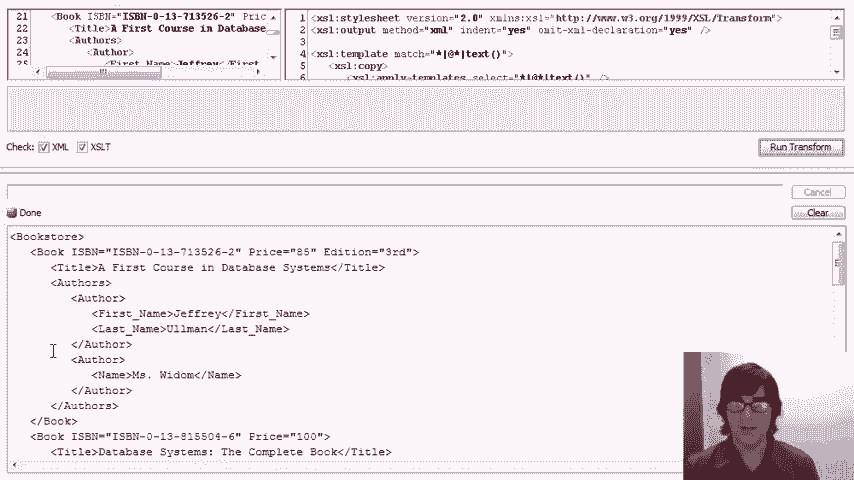 21 <Book ISBN="ISBN-0-13-713526-2" Pric
22 <Title>A First Course in Database
23 <Authors>
24 <Author>
25 <First_Name>Jeffrey</First
1 <xsl:stylesheet version="2.0" xmlns:xsl="http://www.w3.org/1999/XSL/Transform">
2 <xsl:output method="xml" indent="yes" omit-xml-declaration="yes" />
3
4 <xsl:template match="*|@*|text()">
5 <xsl:copy>
6 <xsl:apply-templates select="*|@*|text()" />
Check: XML XSLT
Run Transform
Cancel
Done
Clear
<Bookstore>
<Book ISBN="ISBN-0-13-713526-2" Price="85" Edition="3rd">
<Title>A First Course in Database Systems</Title>
<Authors>
<Author>
<First_Name>Jeffrey</First_Name>
<Last_Name>Ullman</Last_Name>
</Author>
<Author>
<Name>Ms. Widom</Name>
</Author>
</Authors>
</Book>
<Book ISBN="ISBN-0-13-815504-6" Price="100">
<Title>Database Systems: The Complete Book</Title>